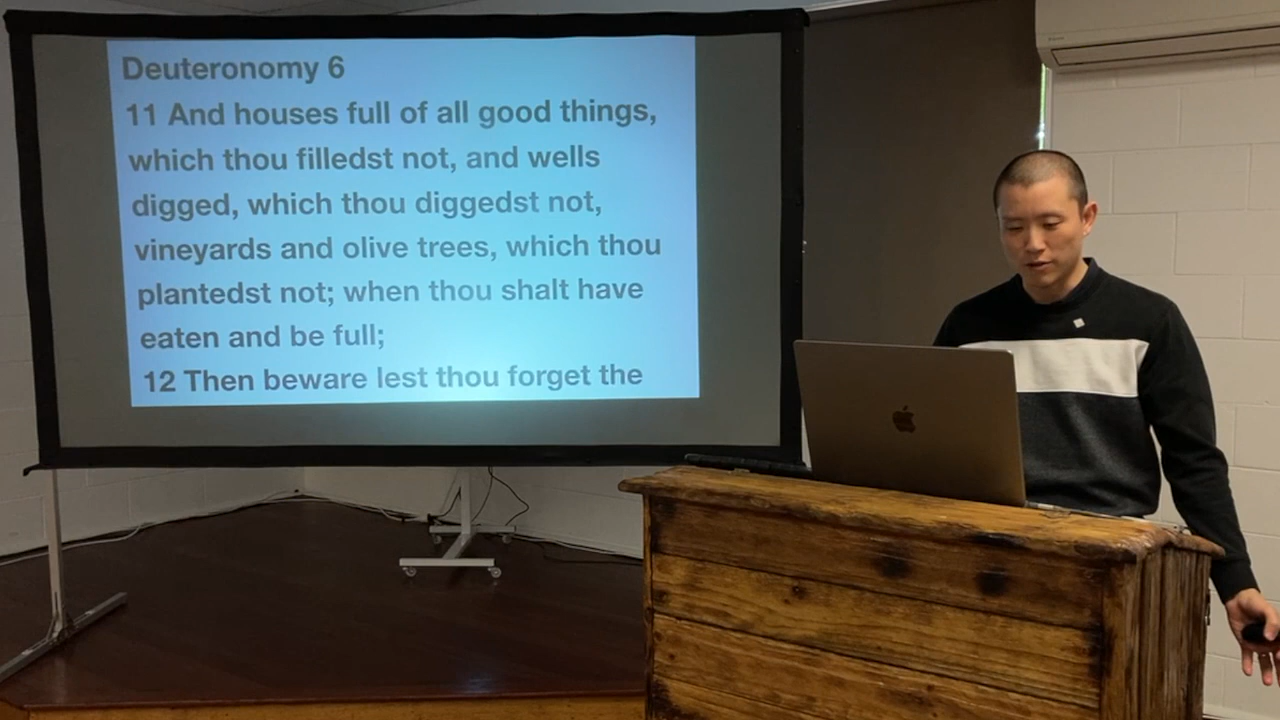 Deuteronomy 6
11 And houses full of all good things,
which thou filledst not, and wells
digged, which thou diggedst not,
vineyards and olive trees, which thou
plantedst not; when thou shalt have
eaten and be full;
12 Then beware lest thou forget the